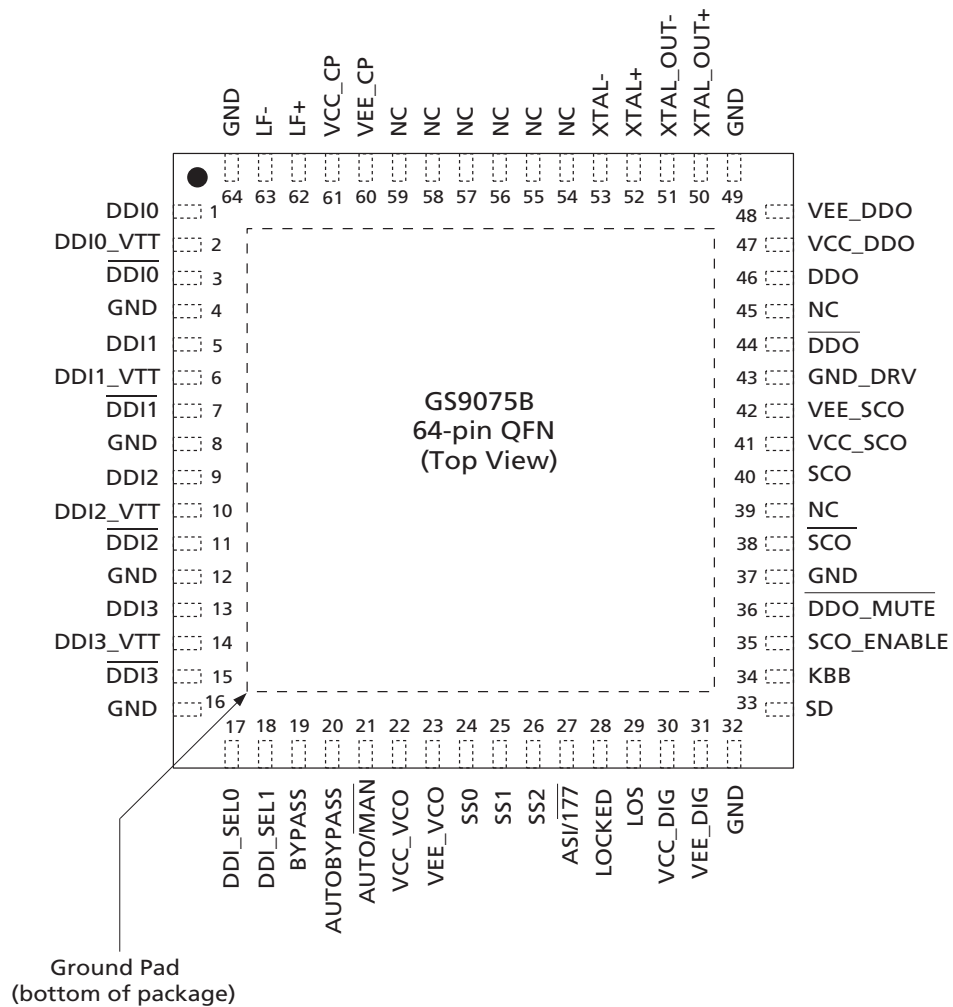 GND
LF-
LF+
VCC_CP
VEE_CP
NC
NC
NC
NC
NC
NC
XTAL-
XTAL+
XTAL_OUT-
XTAL_OUT+
GND
64
63
62
61
60
59
58
57
56
55
54
53
52
51
50
49
DDI0 1
DDI0_VTT 2
DDI0 3
GND 4
DDI1 5
DDI1_VTT 6
DDI1 7
GND 8
DDI2 9
DDI2_VTT 10
DDI2 11
GND 12
DDI3 13
DDI3_VTT 14
DDI3 15
GND 16
GS9075B
64-pin QFN
(Top View)
48 VEE_DDO
47 VCC_DDO
46 DDO
45 NC
44 DDO
43 GND_DRV
42 VEE_SCO
41 VCC_SCO
40 SCO
39 NC
38 SCO
37 GND
36 DDO_MUTE
35 SCO_ENABLE
34 KBB
33 SD
17
18
19
20
21
22
23
24
25
26
27
28
29
30
31
32
DDI_SEL0
DDI_SEL1
BYPASS
AUTOBYPASS
AUTO/MAN
VCC_VCO
VEE_VCO
SS0
SS1
SS2
ASI/177
LOCKED
LOS
VCC_DIG
VEE_DIG
GND
Ground Pad
(bottom of package)